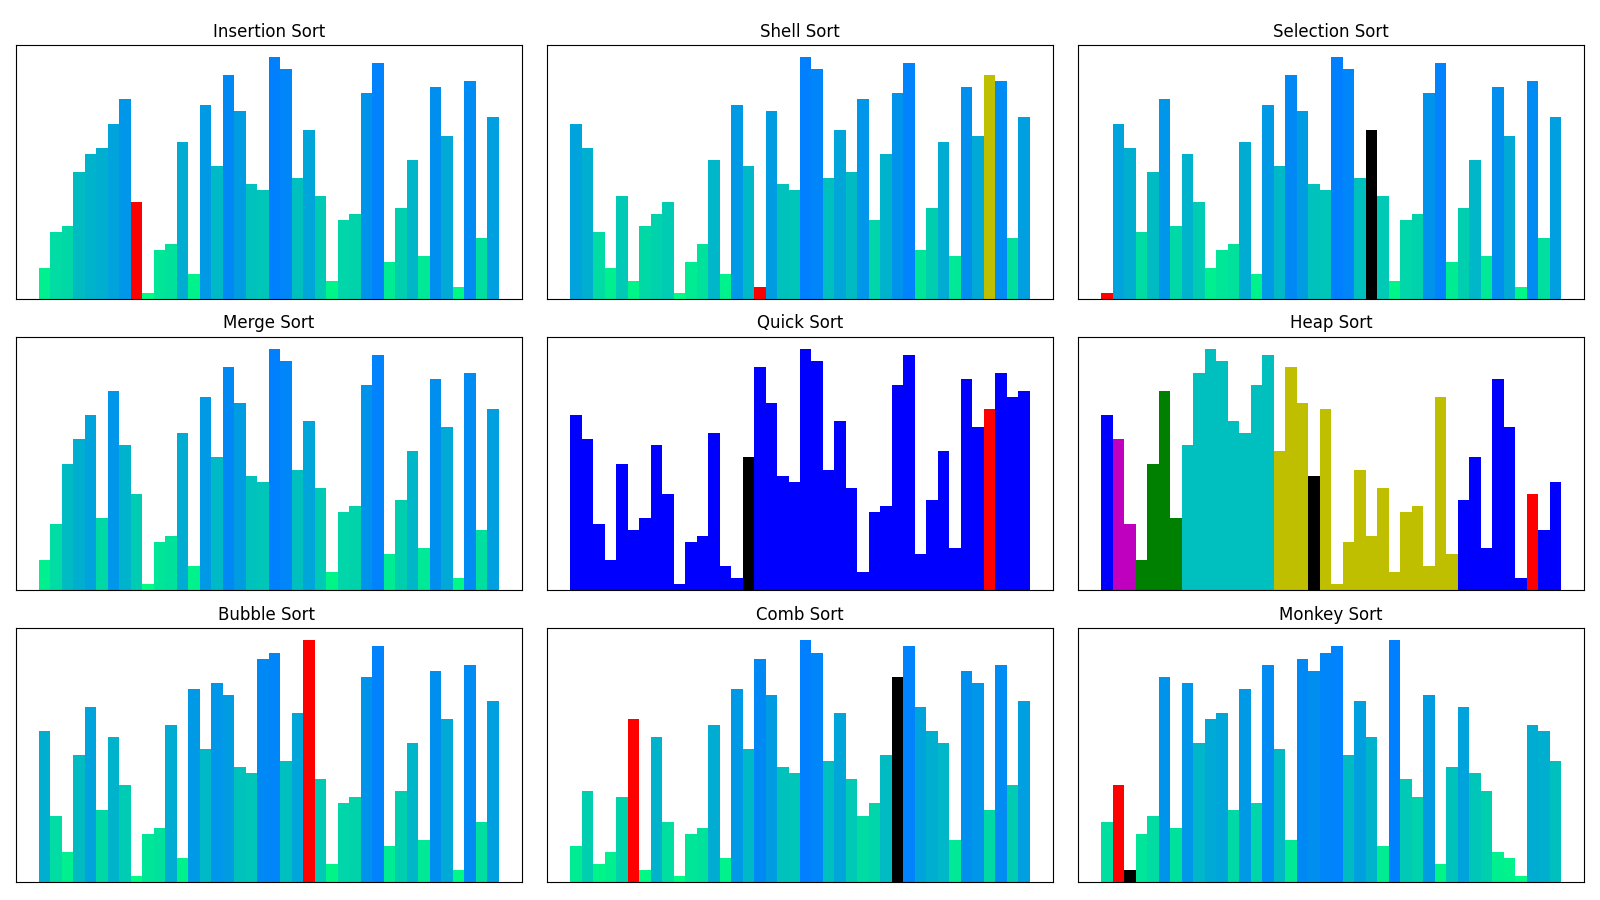 Insertion Sort
Shell Sort
Selection Sort
Merge Sort
Quick Sort
Heap Sort
Bubble Sort
Comb Sort
Monkey Sort